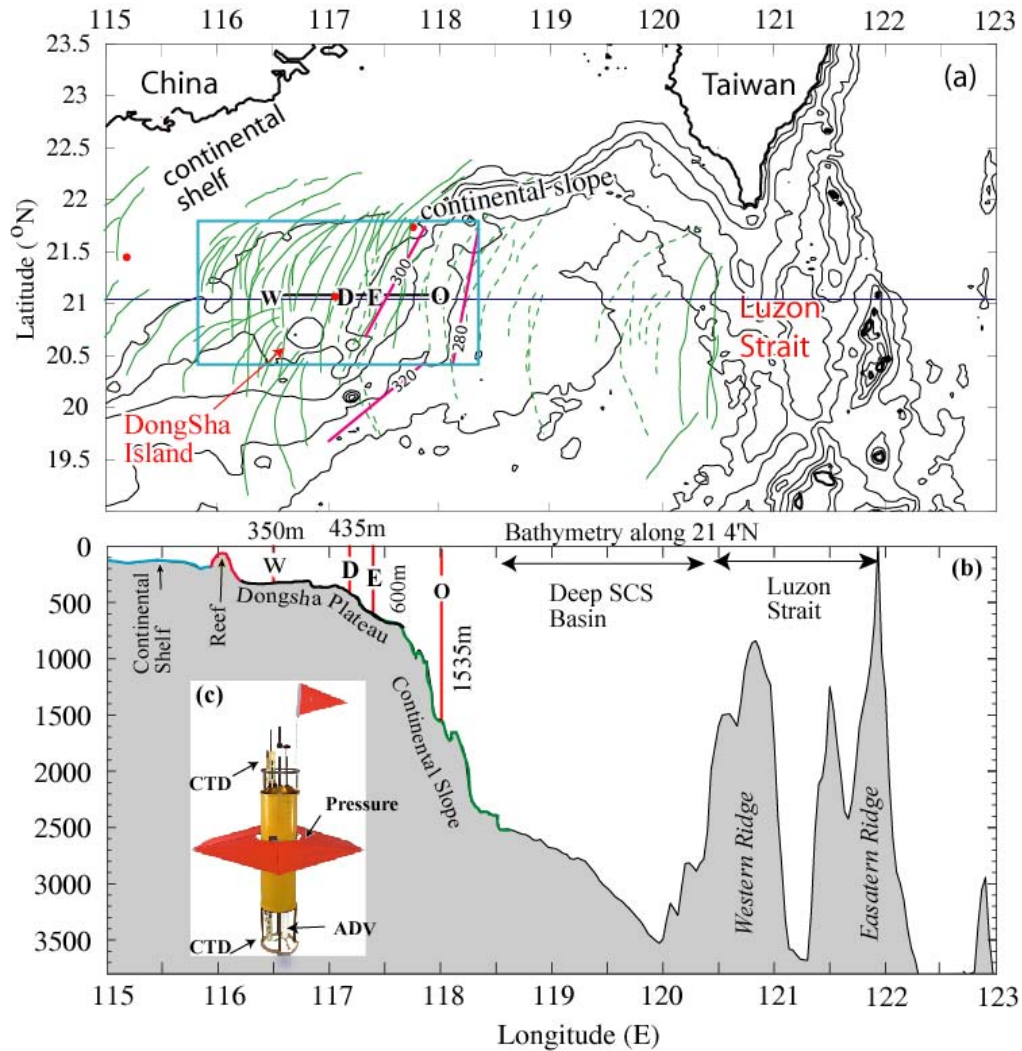 115 116 117 118 119 120 121 122 123
23.5
23
22.5
22
21.5
21
20.5
20
19.5
Latitude (°N)
China
Taiwan
(a)
continental
shelf
continental slope
300
W D E O
280
320
Luzon
Strait
DongSha
Island
350m 435m Bathymetry along 21 4'N
0
500
1000
1500
2000
2500
3000
3500
W D E O
600m
1535m
Deep SCS
Basin
Luzon
Strait
(b)
Continental
Shelf
Reef
Dongsha Plateau
Continental Slope
(c)
CTD
Pressure
ADV
CTD
Western Ridge
Easatern Ridge
115 116 117 118 119 120 121 122 123
Longitude (E)